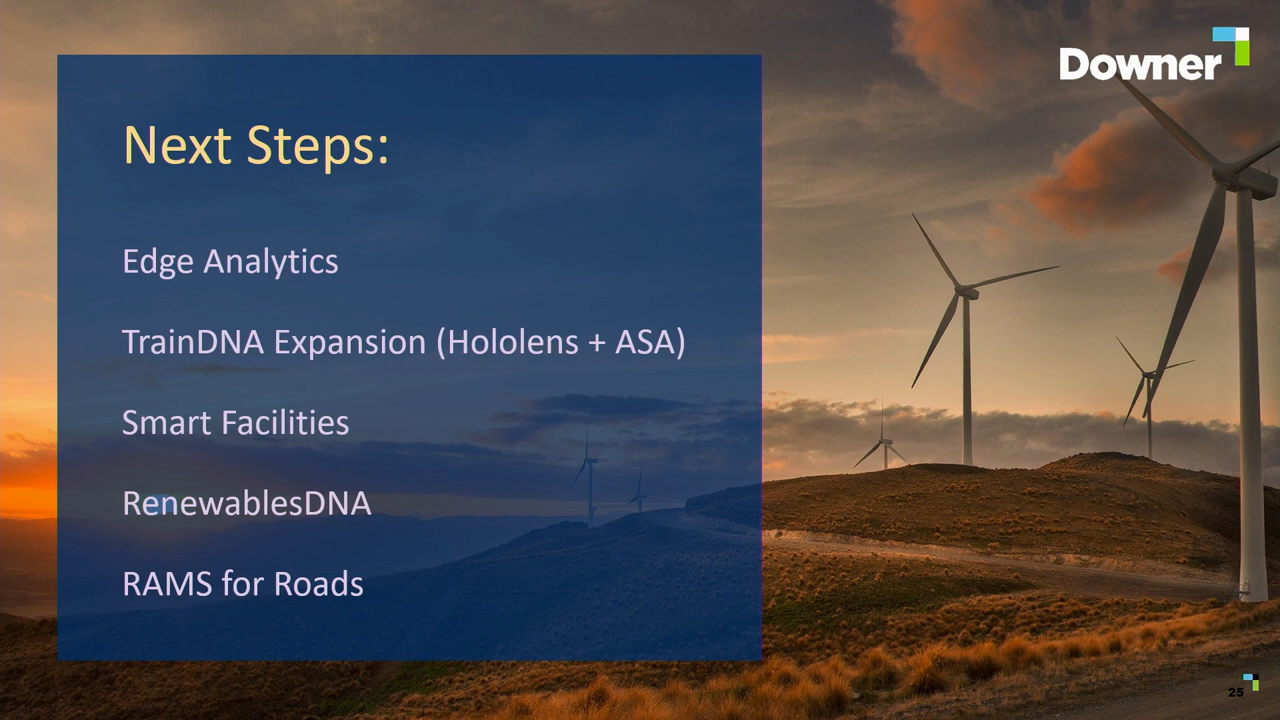 Downer
Next Steps:
Edge Analytics
TrainDNA Expansion (Hololens + ASA)
Smart Facilities
RenewablesDNA
RAMS for Roads
25